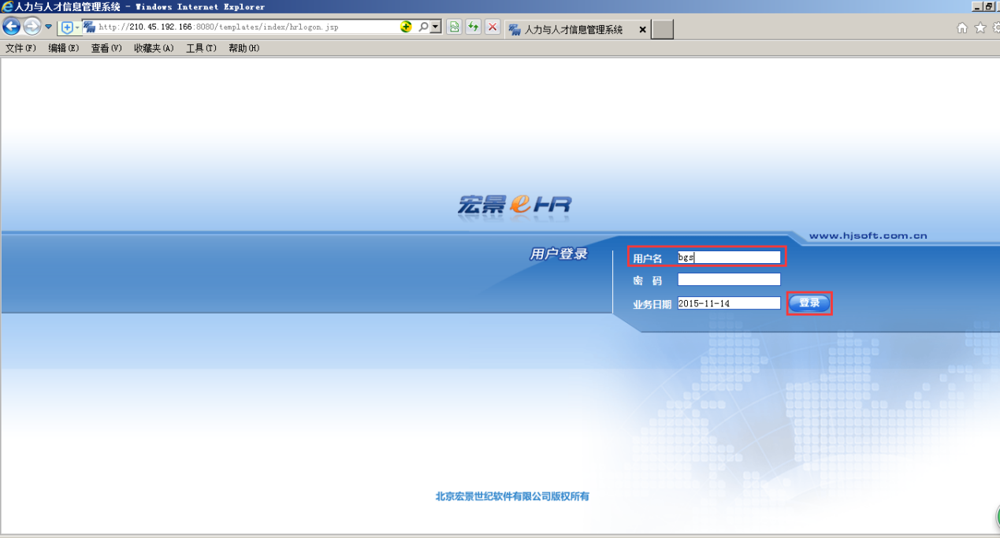 人力与人才信息管理系统 - Windows Internet Explorer
http://210.45.192.166:8080/templates/index/hrlogon.jsp
人力与人才信息管理系统
文件(F) 编辑(E) 查看(V) 收藏夹(A) 工具(T) 帮助(H)
宏景eHR
www.hjsoft.com.cn
用户登录
用户名 bgs
密 码
业务日期 2015-11-14 登录
北京宏景世纪软件有限公司版权所有